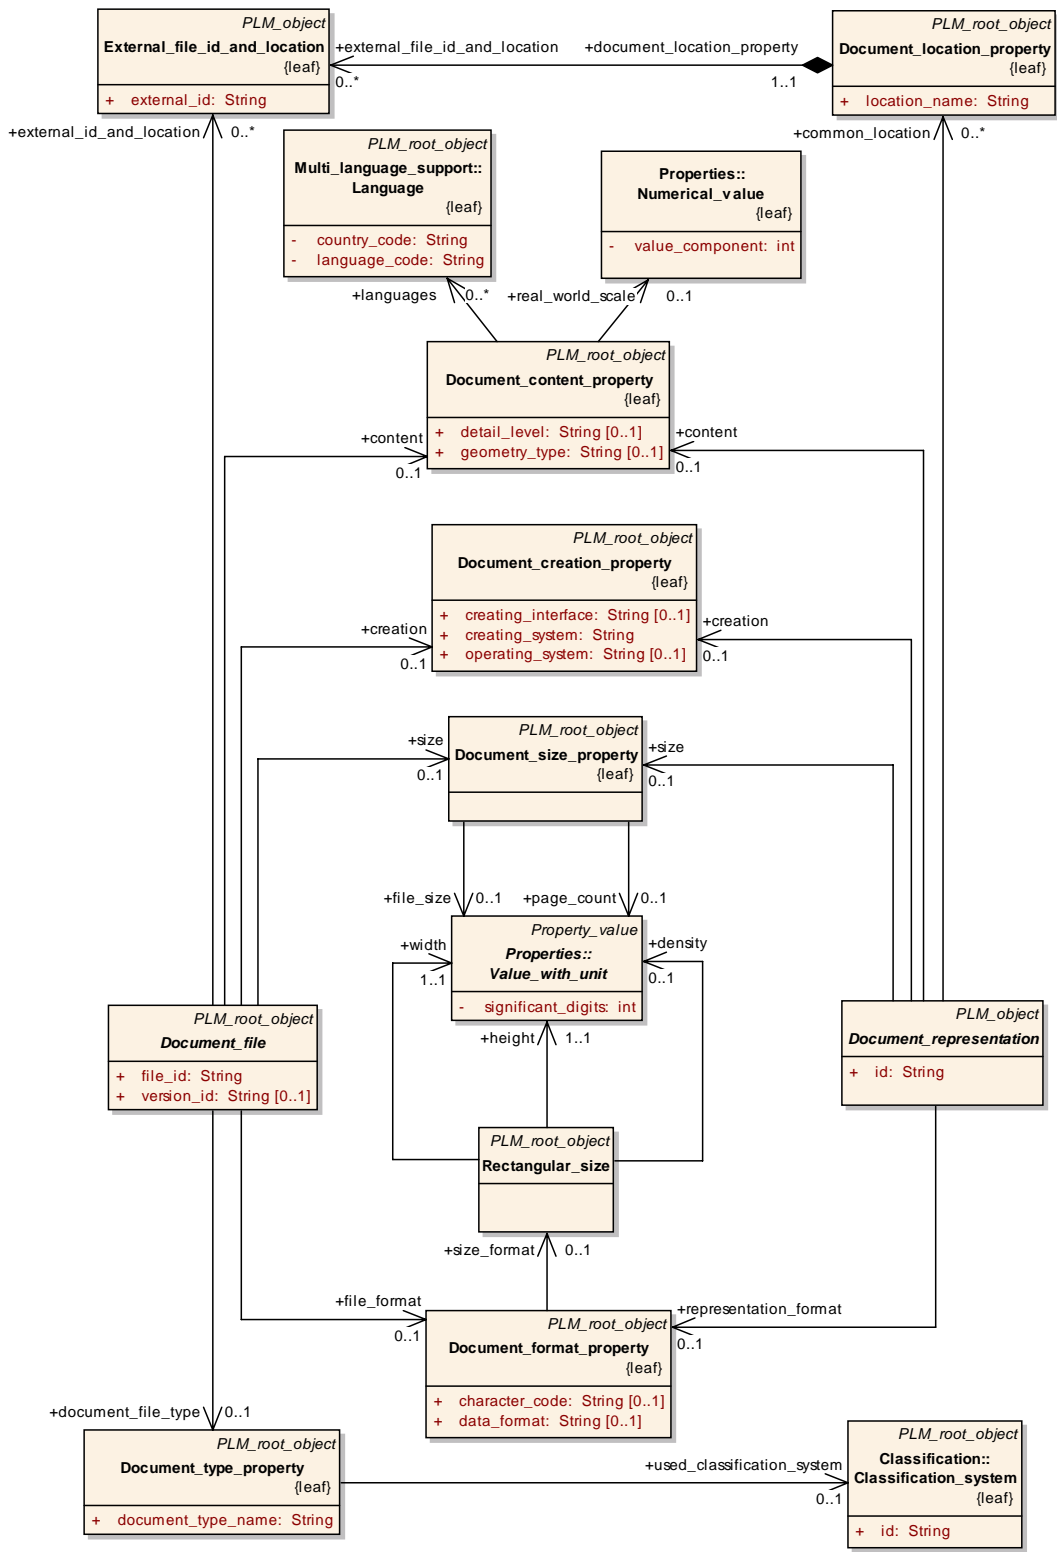 PLM_object
External_file_id_and_location
{leaf}
+ external_id: String
+external_file_id_and_location
0..*
+document_location_property
1..1
PLM_root_object
Document_location_property
{leaf}
+ location_name: String
+external_id_and_location
0..*
+common_location
0..*
PLM_root_object
Multi_language_support::
Language
{leaf}
- country_code: String
- language_code: String
Properties::
Numerical_value
{leaf}
- value_component: int
+languages
0..*
+real_world_scale
0..1
PLM_root_object
Document_content_property
{leaf}
+ detail_level: String [0..1]
+ geometry_type: String [0..1]
+content
0..1
+content
0..1
PLM_root_object
Document_creation_property
{leaf}
+ creating_interface: String [0..1]
+ creating_system: String
+ operating_system: String [0..1]
+creation
0..1
+creation
0..1
PLM_root_object
Document_size_property
{leaf}
+size
0..1
+size
0..1
+file_size
0..1
+page_count
0..1
Property_value
Properties::
Value_with_unit
- significant_digits: int
+width
1..1
+density
0..1
+height
1..1
PLM_root_object
Document_file
+ file_id: String
+ version_id: String [0..1]
PLM_object
Document_representation
+ id: String
PLM_root_object
Rectangular_size
+size_format
0..1
+file_format
0..1
+representation_format
0..1
PLM_root_object
Document_format_property
{leaf}
+ character_code: String [0..1]
+ data_format: String [0..1]
+document_file_type
0..1
PLM_root_object
Document_type_property
{leaf}
+ document_type_name: String
+used_classification_system
0..1
PLM_root_object
Classification::
Classification_system
{leaf}
+ id: String